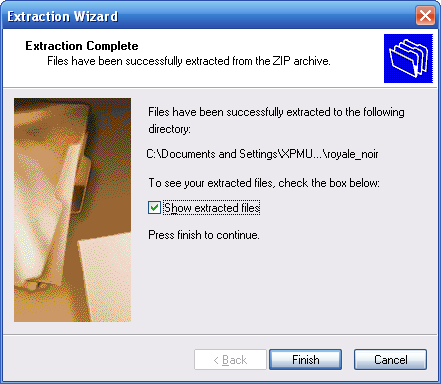 Extraction Wizard
Extraction Complete
Files have been successfully extracted from the ZIP archive.
Files have been successfully extracted to the following
directory:
C:\Documents and Settings\XPMU...\royale_noir
To see your extracted files, check the box below:
Show extracted files
Press finish to continue.
< Back
Finish
Cancel